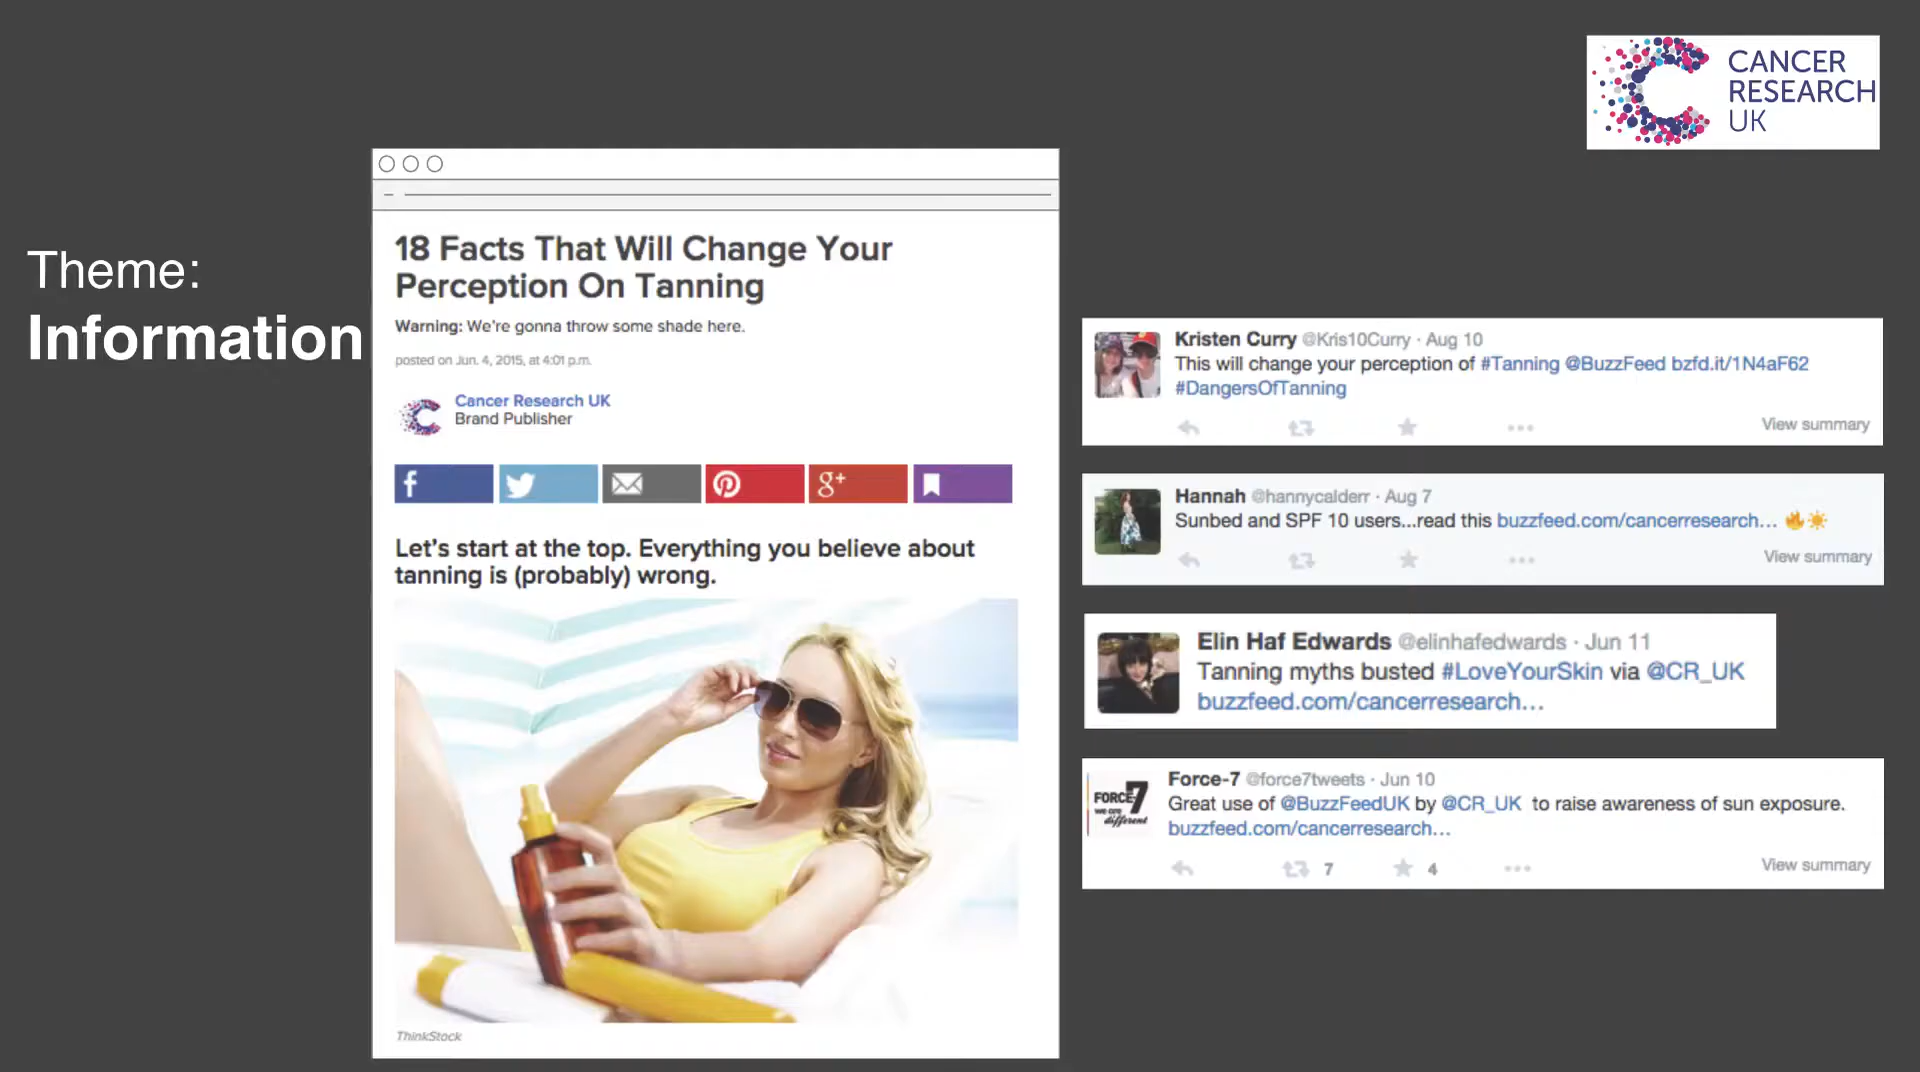 CANCER
RESEARCH
UK
Theme:
Information
18 Facts That Will Change Your
Perception On Tanning
Warning: We're gonna throw some shade here.
posted on Jun. 4, 2015, at 4:01 p.m.
Cancer Research UK
Brand Publisher
Let's start at the top. Everything you believe about
tanning is (probably) wrong.
ThinkStock
Kristen Curry @Kris10Curry · Aug 10
This will change your perception of #Tanning @BuzzFeed bzfd.it/1N4aF62
#DangersOfTanning
View summary
Hannah @hannycalderr · Aug 7
Sunbed and SPF 10 users...read this buzzfeed.com/cancerresearch... 🔥☀️
View summary
Elin Haf Edwards @elinhafedwards · Jun 11
Tanning myths busted #LoveYourSkin via @CR_UK
buzzfeed.com/cancerresearch...
FORCE-7
we are
different
Force-7 @force7tweets · Jun 10
Great use of @BuzzFeedUK by @CR_UK to raise awareness of sun exposure.
buzzfeed.com/cancerresearch...
7 4
View summary